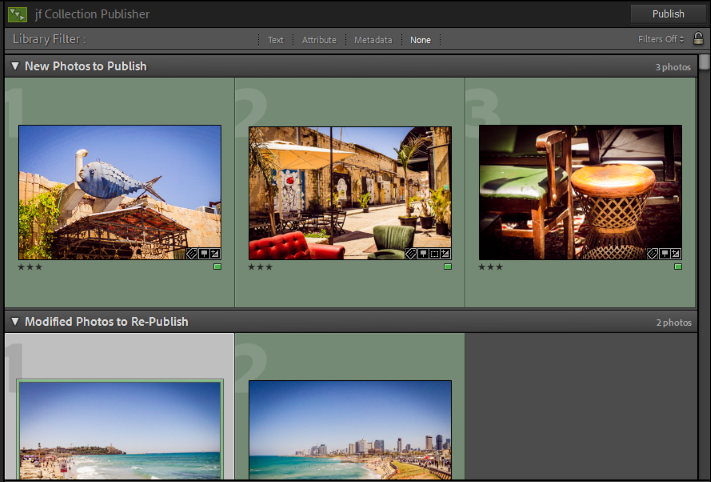 jf Collection Publisher
Publish
Library Filter :
Text Attribute Metadata None
Filters Off
New Photos to Publish
3 photos
1
2
3
Modified Photos to Re-Publish
2 photos
1
2